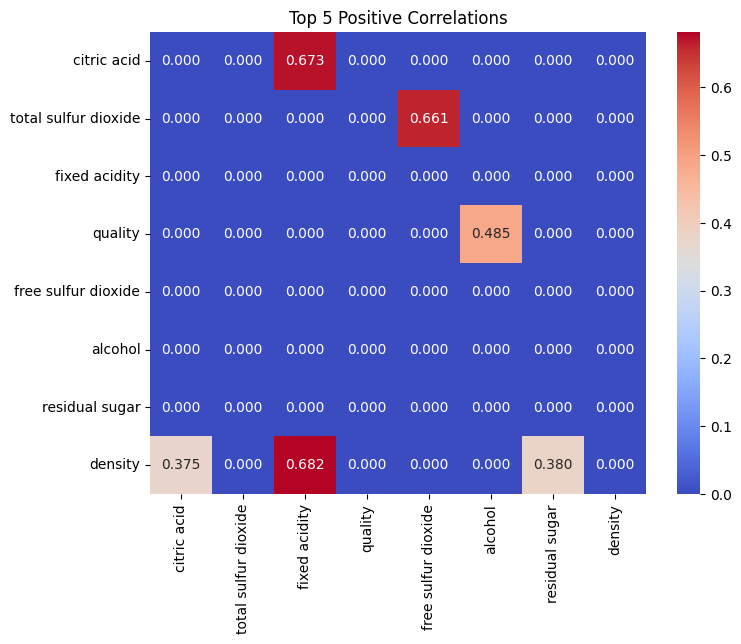 Top 5 Positive Correlations
citric acid 0.000 0.000 0.673 0.000 0.000 0.000 0.000 0.000
total sulfur dioxide 0.000 0.000 0.000 0.000 0.661 0.000 0.000 0.000
fixed acidity 0.000 0.000 0.000 0.000 0.000 0.000 0.000 0.000
quality 0.000 0.000 0.000 0.000 0.000 0.485 0.000 0.000
free sulfur dioxide 0.000 0.000 0.000 0.000 0.000 0.000 0.000 0.000
alcohol 0.000 0.000 0.000 0.000 0.000 0.000 0.000 0.000
residual sugar 0.000 0.000 0.000 0.000 0.000 0.000 0.000 0.000
density 0.375 0.000 0.682 0.000 0.000 0.000 0.380 0.000
citric acid
total sulfur dioxide
fixed acidity
quality
free sulfur dioxide
alcohol
residual sugar
density
0.6
0.5
0.4
0.3
0.2
0.1
0.0